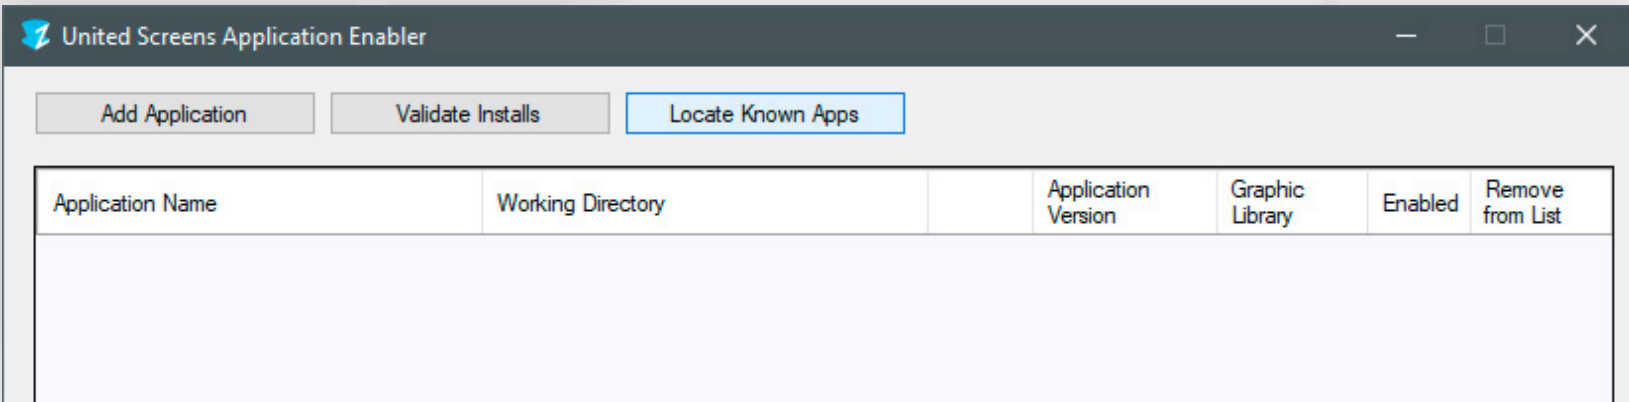 United Screens Application Enabler
Add Application
Validate Installs
Locate Known Apps
Application Name
Working Directory
Application
Version
Graphic
Library
Enabled
Remove
from List